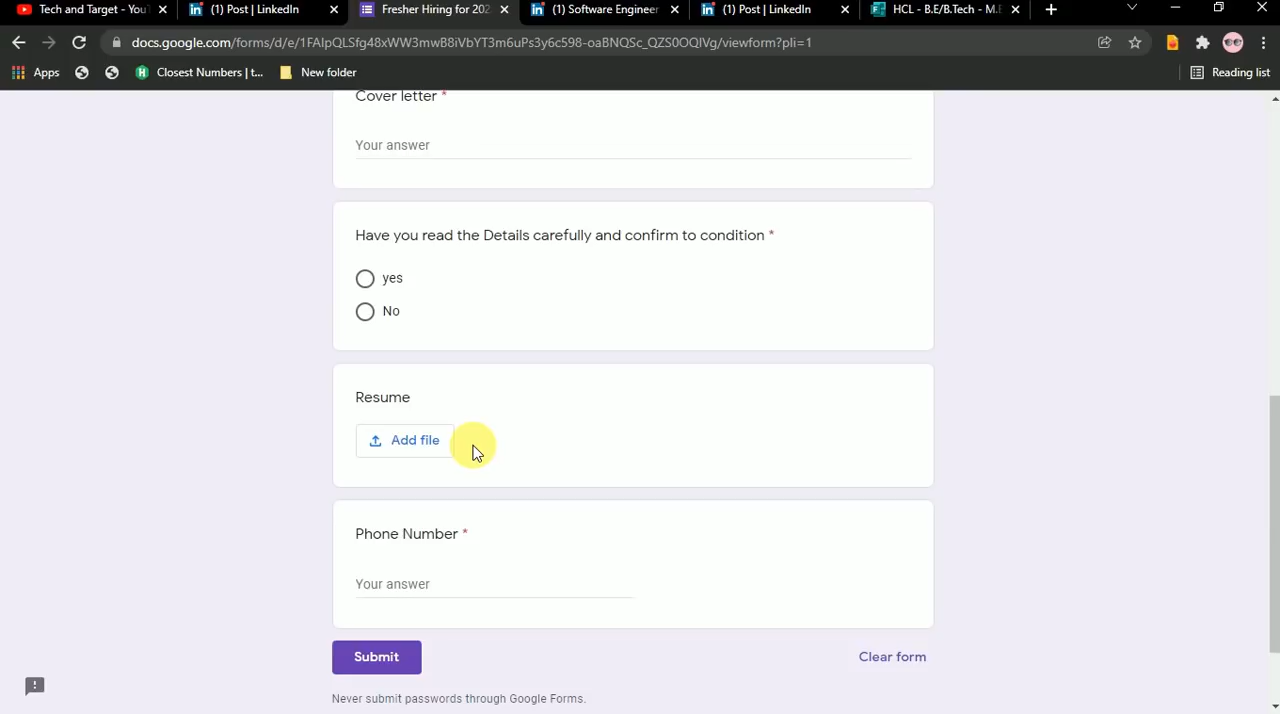 Tech and Target - YouT
(1) Post | LinkedIn
Fresher Hiring for 202
(1) Software Engineer
(1) Post | LinkedIn
HCL - B.E/B.Tech - M.E
docs.google.com/forms/d/e/1FAIpQLSfg48xWW3mwB8iVbYT3m6uPs3y6c598-oaBNQSc_QZS0OQIVg/viewform?pli=1
Apps
Closest Numbers | t...
New folder
Reading list
Cover letter *
Your answer
Have you read the Details carefully and confirm to condition *
yes
No
Resume
Add file
Phone Number *
Your answer
Submit
Clear form
Never submit passwords through Google Forms.